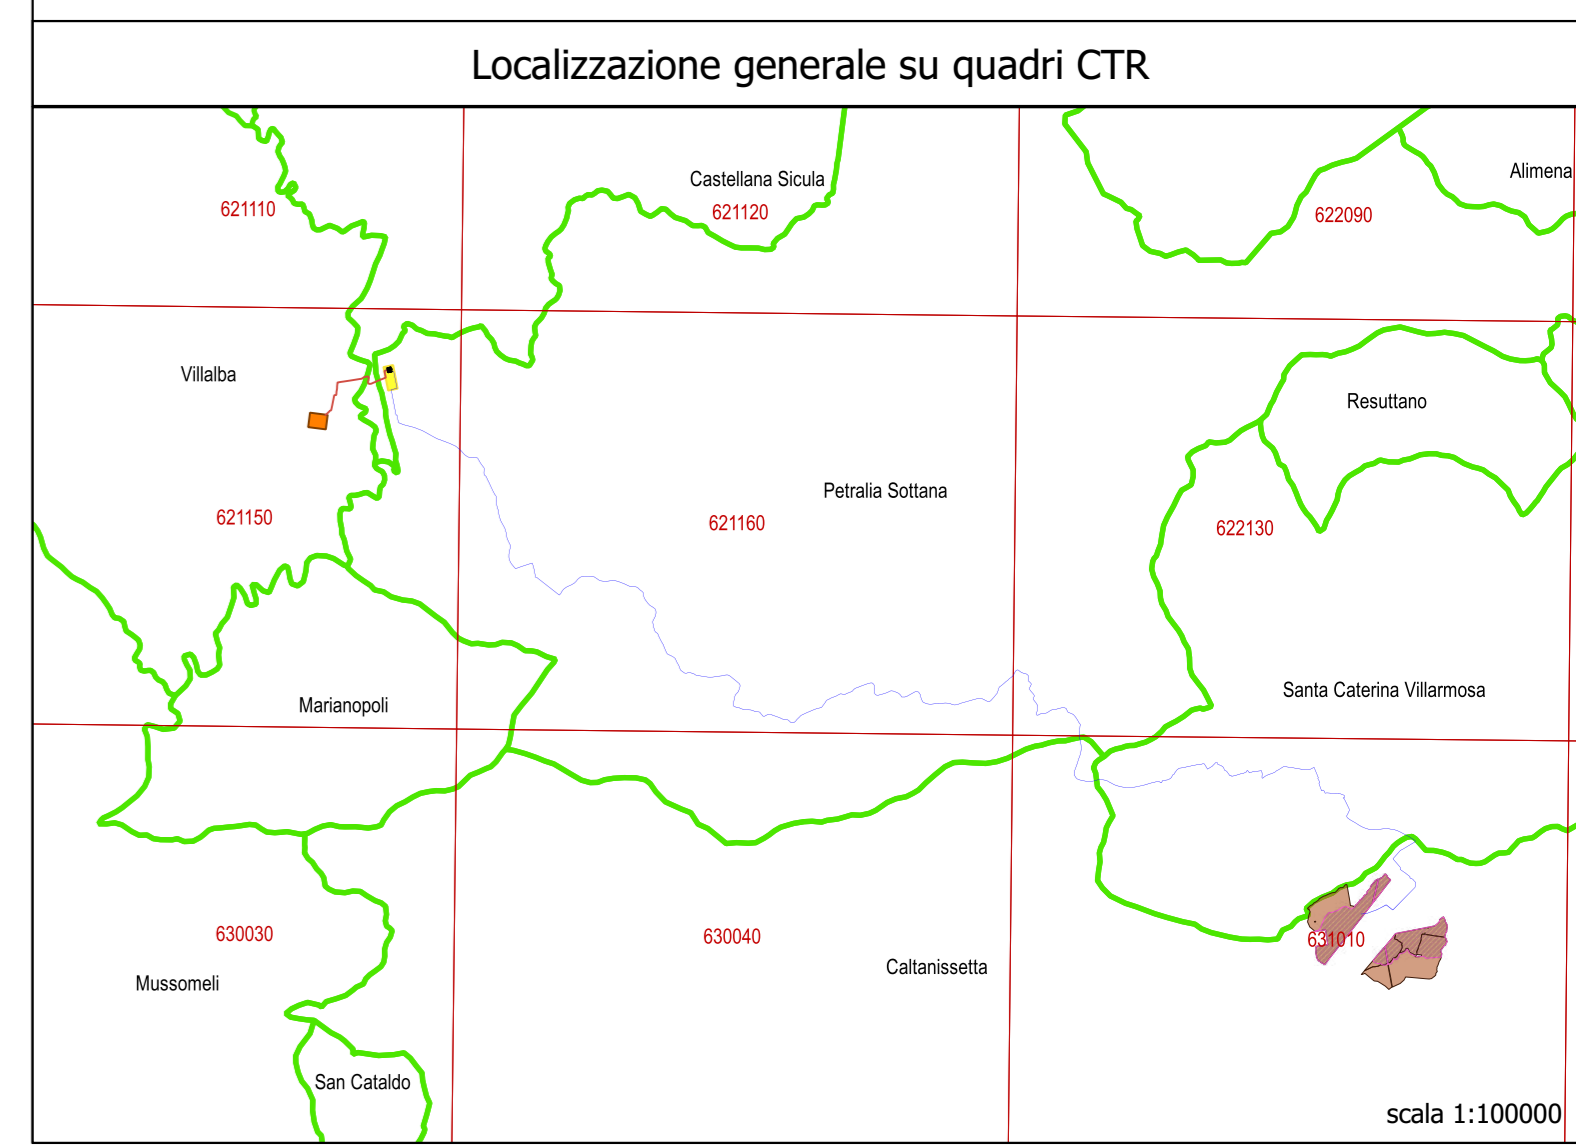 Localizzazione generale su quadri CTR
Castellana Sicula
Alimena
621110
621120
622090
Villalba
Resuttano
Petralia Sottana
621150
621160
622130
Santa Caterina Villarmosa
Marianopoli
630030
630040
631010
Caltanissetta
Mussomeli
San Cataldo
scala 1:100000